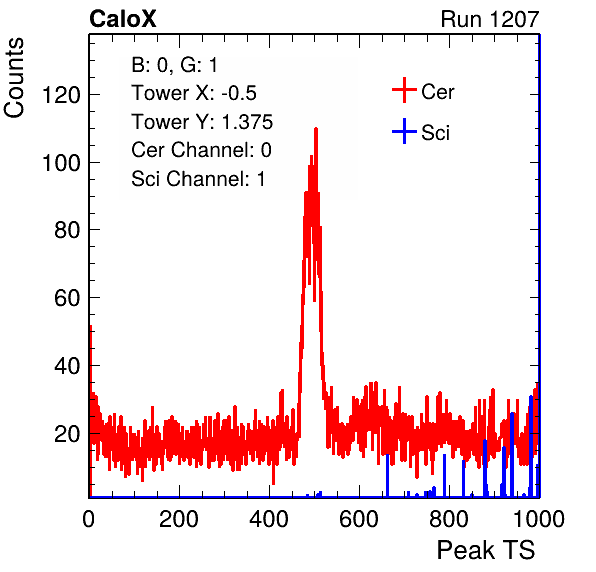 CaloX Run 1207
Counts
B: 0, G: 1
Tower X: -0.5
Tower Y: 1.375
Cer Channel: 0
Sci Channel: 1
Cer
Sci
120
100
80
60
40
20
0 200 400 600 800 1000
Peak TS